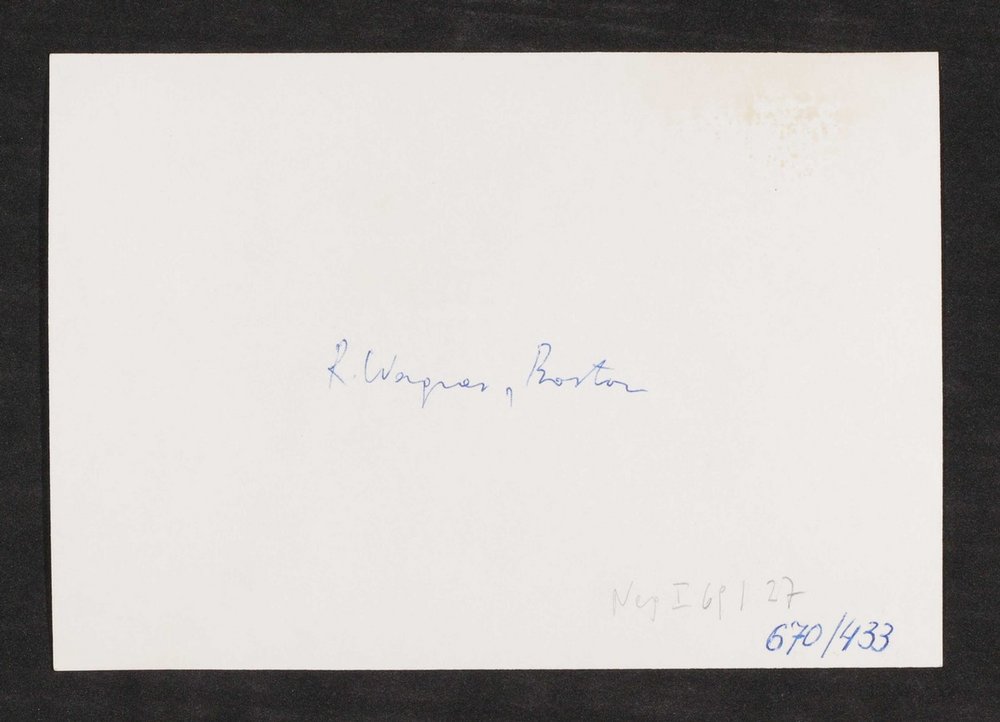 R. Wagner, Boston
Neg I 69 / 27
670/433